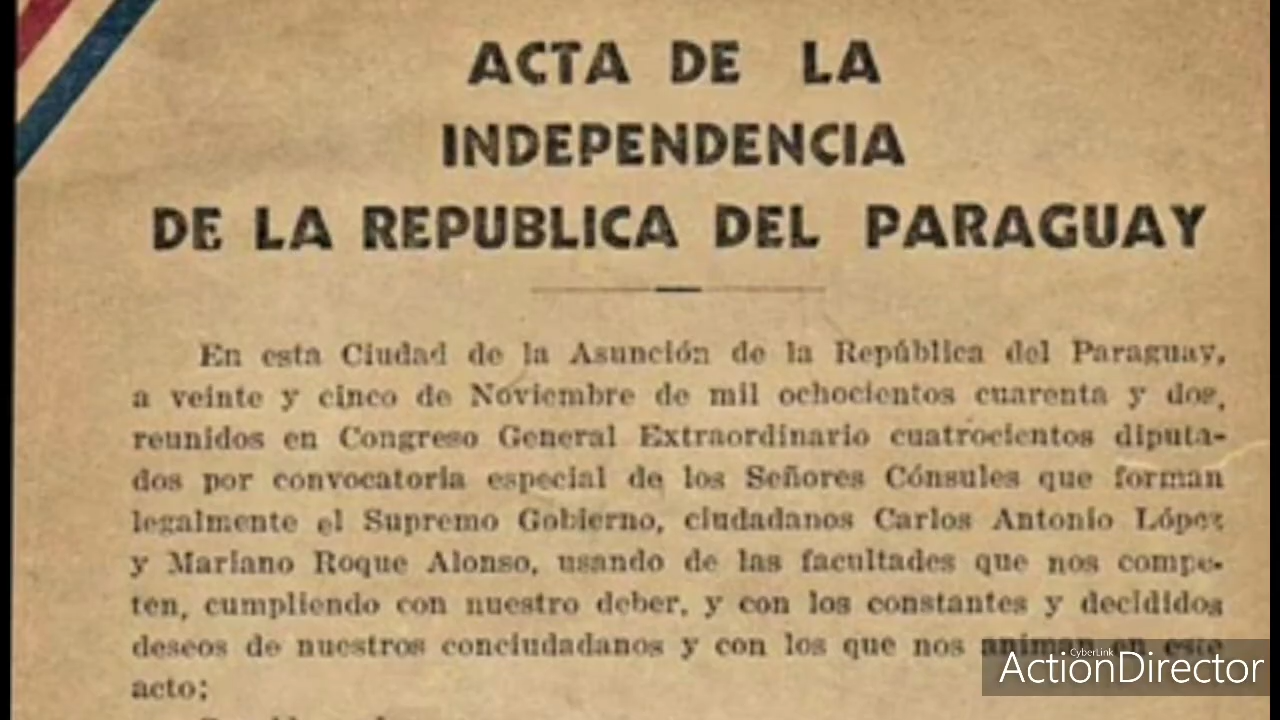 ACTA DE LA
INDEPENDENCIA
DE LA REPUBLICA DEL PARAGUAY
En esta Ciudad de la Asunción de la República del Paraguay,
a veinte y cinco de Noviembre de mil ochocientos cuarenta y dos,
reunidos en Congreso General Extraordinario cuatrocientos diputa-
dos por convocatoria especial de los Señores Cónsules que forman
legalmente el Supremo Gobierno, ciudadanos Carlos Antonio López
y Mariano Roque Alonso, usando de las facultades que nos compe-
ten, cumpliendo con nuestro deber, y con los constantes y decididos
deseos de nuestros conciudadanos y con los que nos animan en este
acto;
CyberLink
ActionDirector